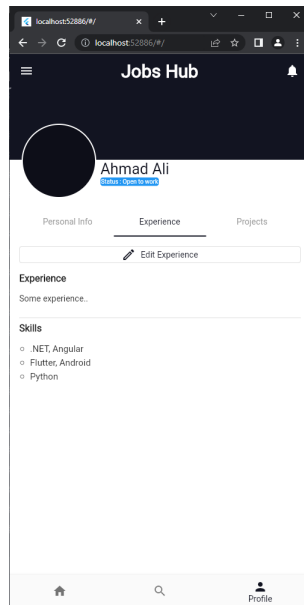 localhost:52886/#/
localhost:52886/#/
Jobs Hub
Ahmad Ali
Status : Open to work
Personal Info
Experience
Projects
Edit Experience
Experience
Some experience..
Skills
.NET, Angular
Flutter, Android
Python
Profile